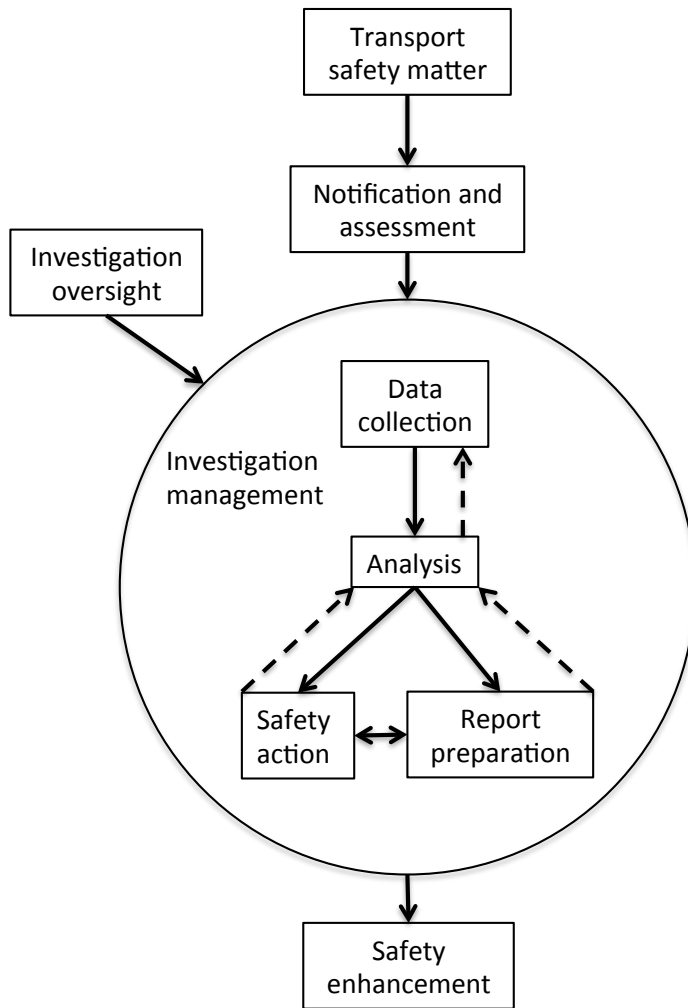 Transport
safety matter
Notification and
assessment
Investigation
oversight
Data
collection
Investigation
management
Analysis
Safety
action
Report
preparation
Safety
enhancement